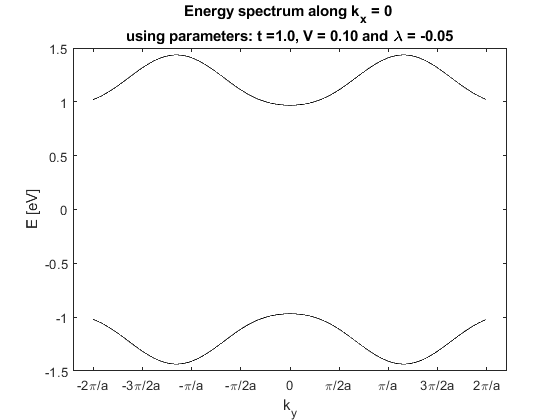 Energy spectrum along kₓ = 0
using parameters: t =1.0, V = 0.10 and λ = -0.05
1.5
1
0.5
0
-0.5
-1
-1.5
E [eV]
-2π/a -3π/2a -π/a -π/2a 0 π/2a π/a 3π/2a 2π/a
k_y